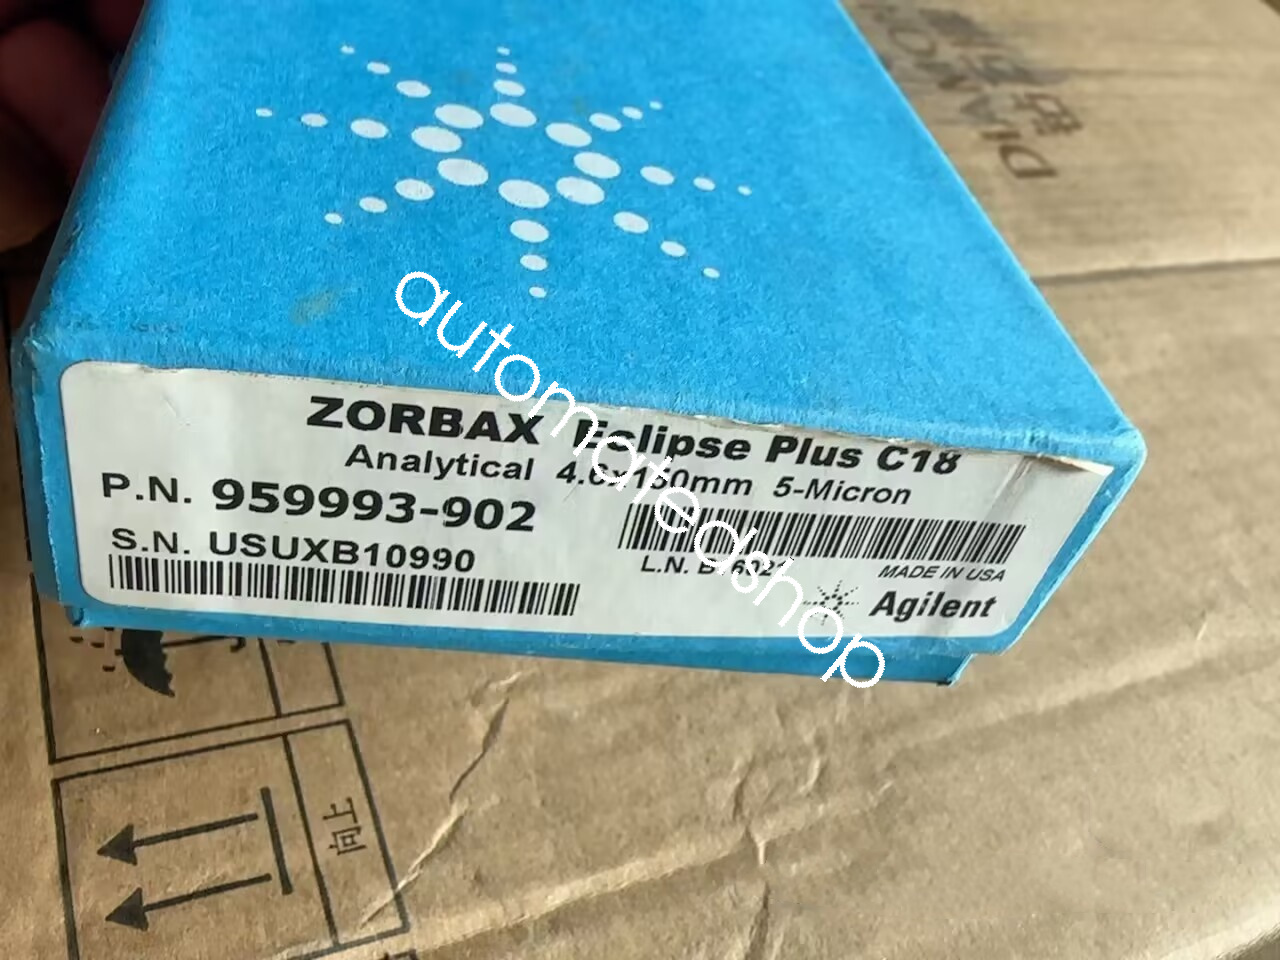 ZORBAX Eclipse Plus C18
Analytical 4.6x150mm 5-Micron
P.N. 959993-902
S.N. USUXB10990
L.N.
MADE IN USA
Agilent
automatedshop
DIAMO
向上